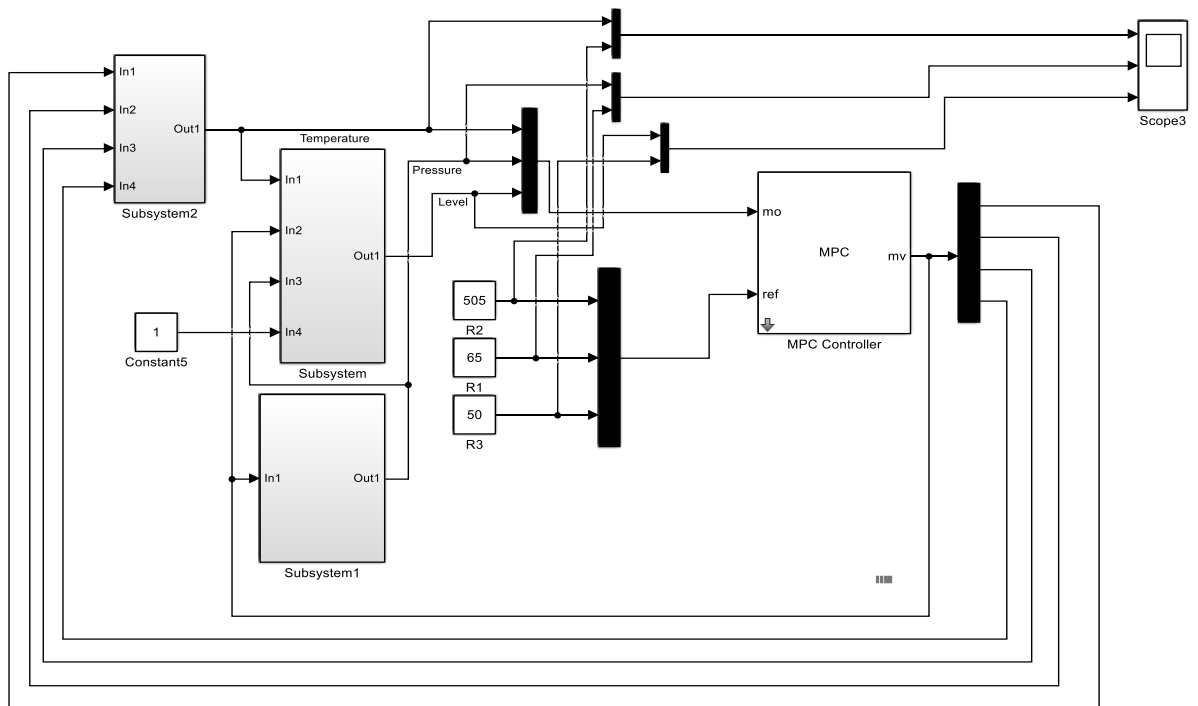 Scope3
In1
In2
In3
In4
Out1
Subsystem2
Temperature
Pressure
Level
In1
In2
In3
In4
Out1
Subsystem
1
Constant5
In1
Out1
Subsystem1
505
R2
65
R1
50
R3
mo
ref
MPC
mv
MPC Controller